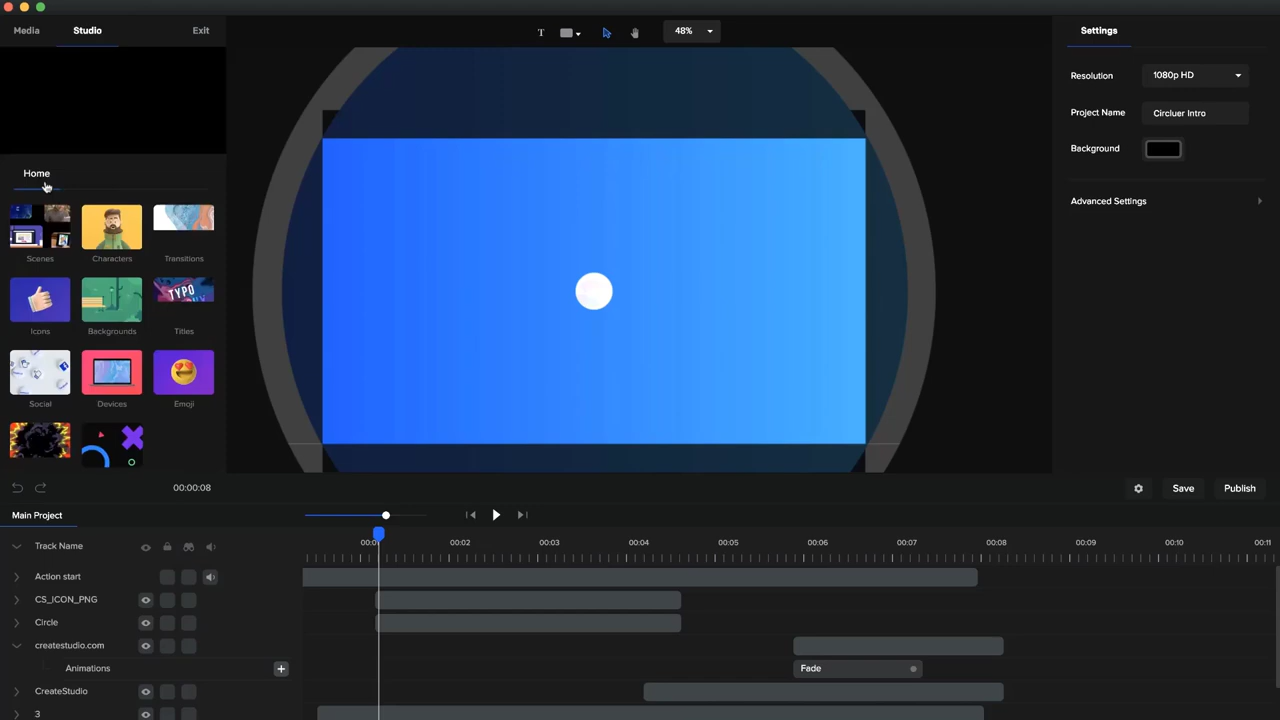 Media Studio Exit
T 48%
Settings
Resolution 1080p HD
Project Name Circluer Intro
Background
Advanced Settings
Home
Scenes Characters Transitions
TYPO
Icons Backgrounds Titles
Social Devices Emoji
00:00:08
Save Publish
Main Project
Track Name 00:02 00:03 00:04 00:05 00:06 00:07 00:08 00:09 00:10 00:11
Action start
CS_ICON_PNG
Circle
createstudio.com
Animations Fade
CreateStudio
3